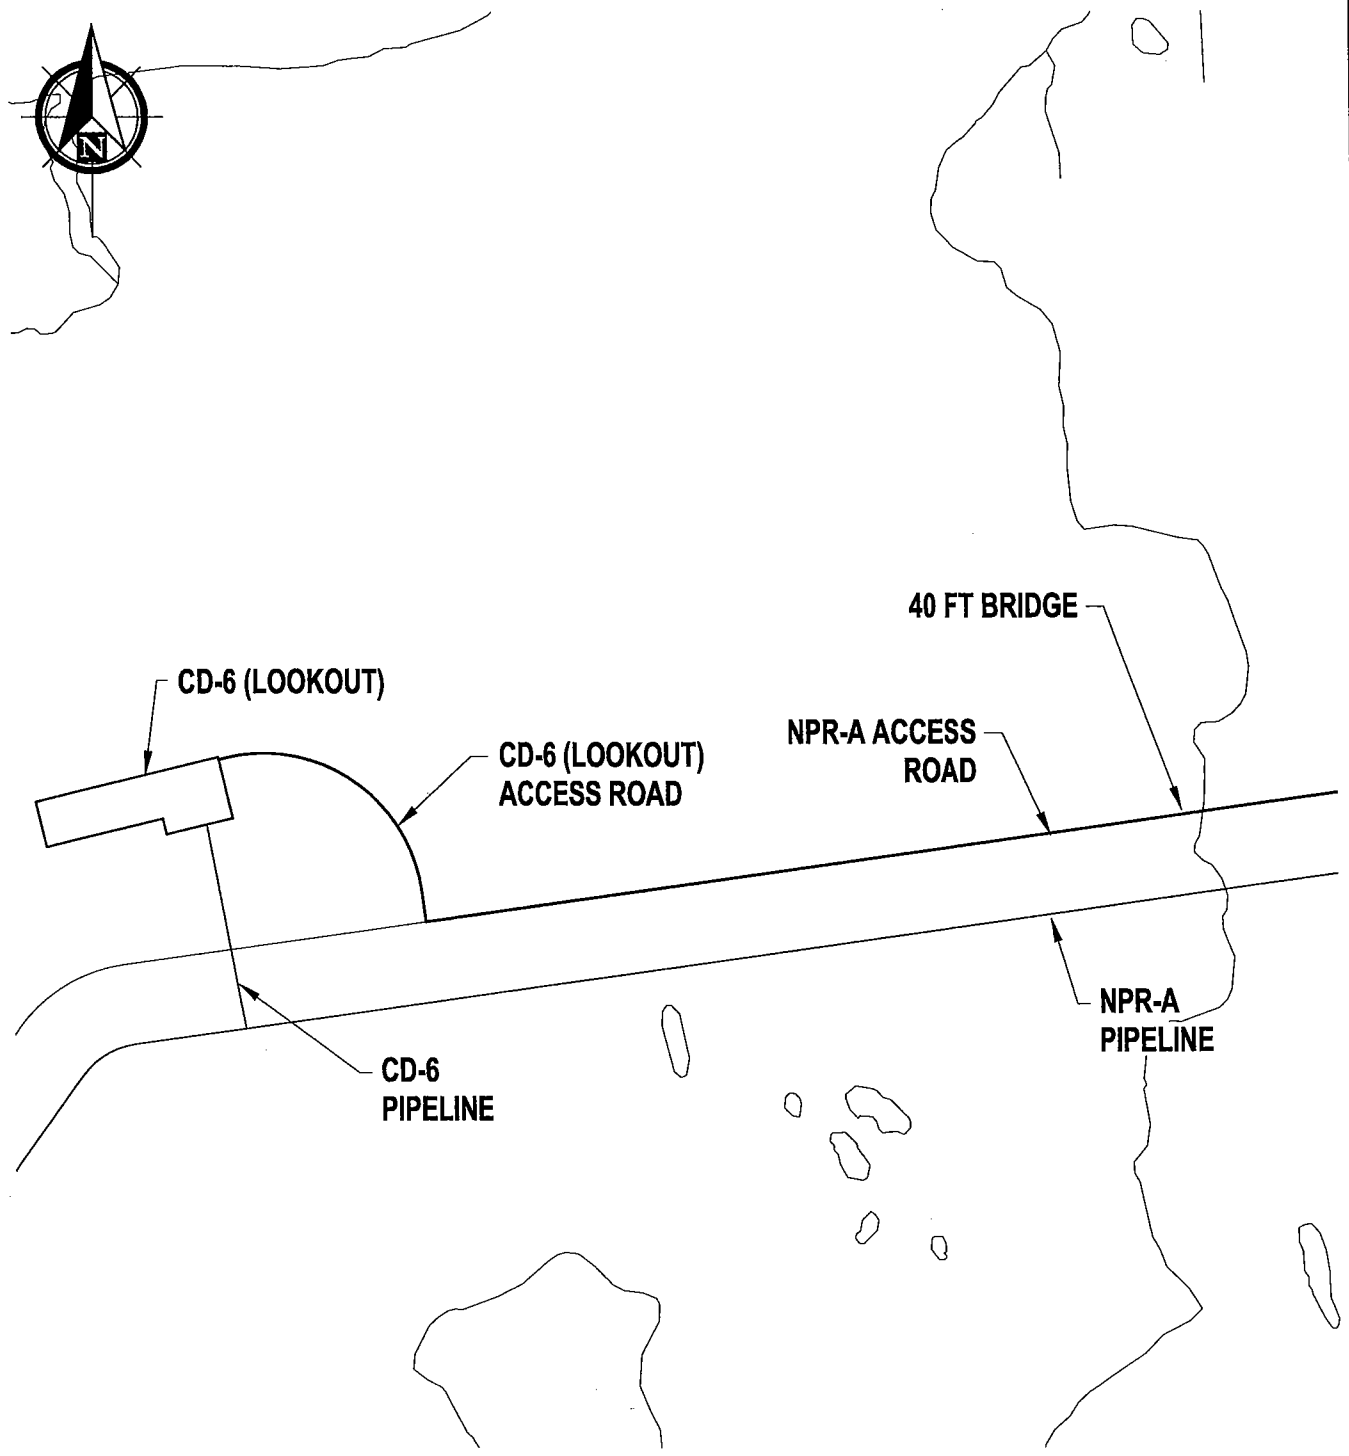 N
40 FT BRIDGE
CD-6 (LOOKOUT)
NPR-A ACCESS
ROAD
CD-6 (LOOKOUT)
ACCESS ROAD
NPR-A
PIPELINE
CD-6
PIPELINE